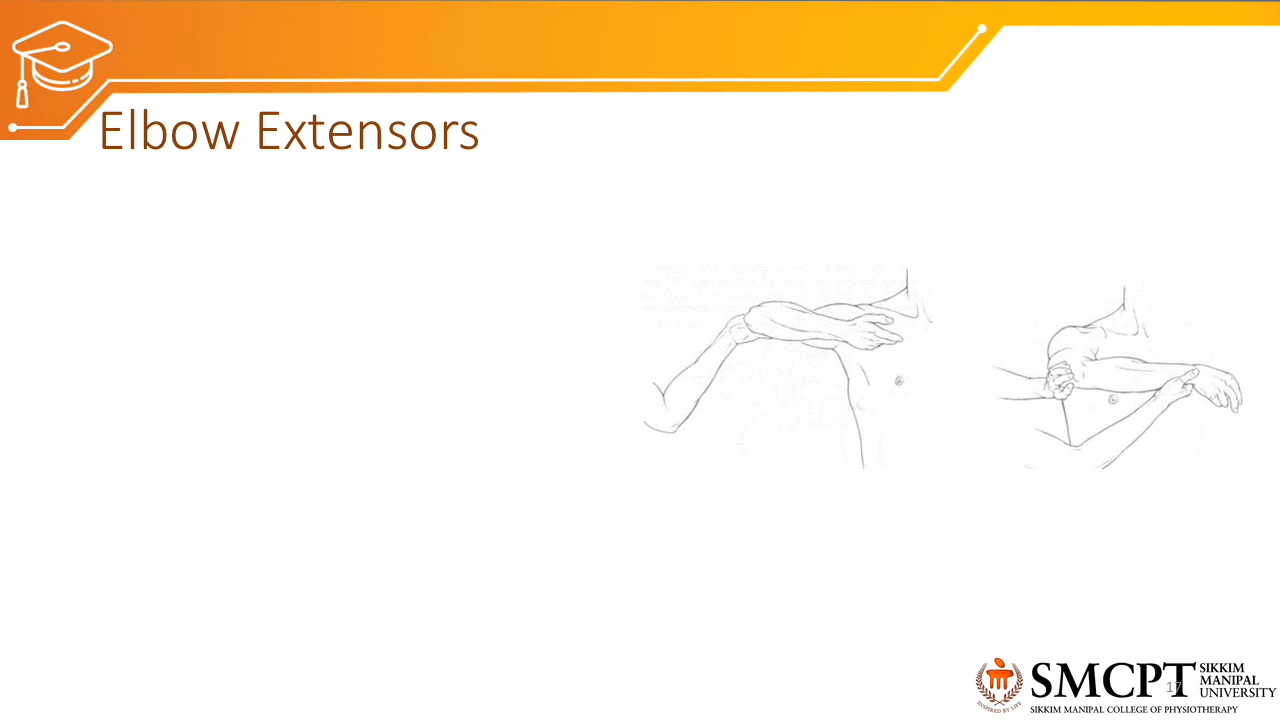 Elbow Extensors
SMCPT
SIKKIM
MANIPAL
UNIVERSITY
17
SIKKIM MANIPAL COLLEGE OF PHYSIOTHERAPY
INSPIRED BY LIFE